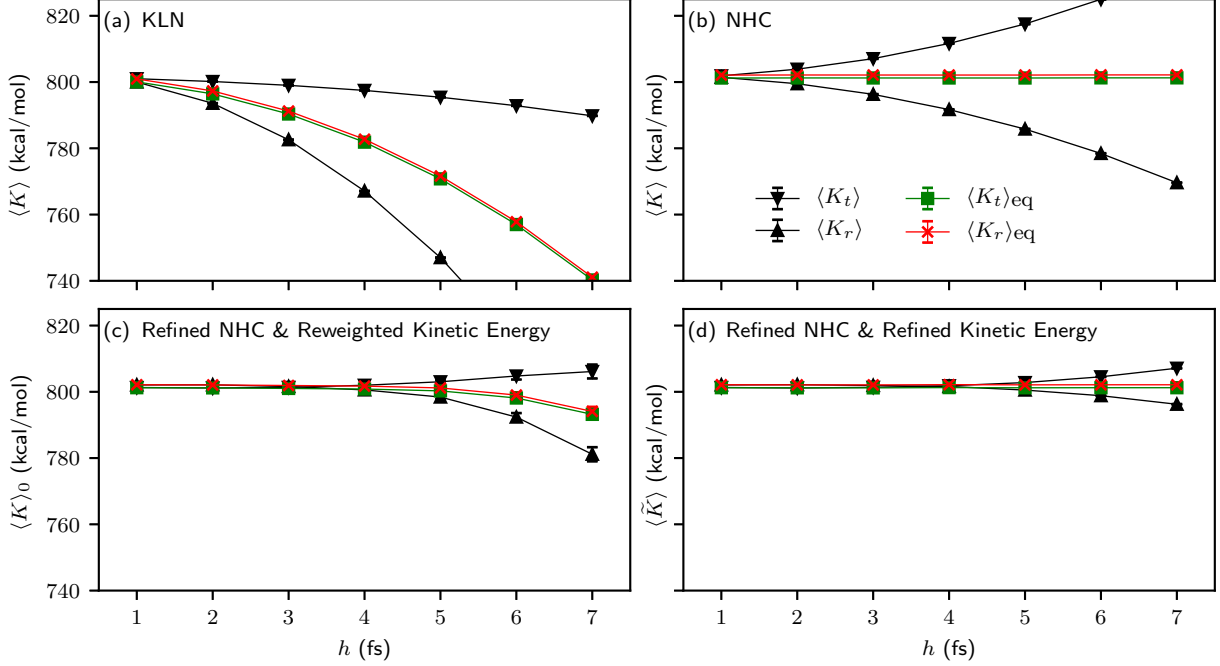 (a) KLN
820
800
780
760
740
⟨K⟩ (kcal/mol)
(b) NHC
⟨K⟩ (kcal/mol)
⟨K_t⟩
⟨K_r⟩
⟨K_t⟩eq
⟨K_r⟩eq
(c) Refined NHC & Reweighted Kinetic Energy
820
800
780
760
740
⟨K⟩₀ (kcal/mol)
1 2 3 4 5 6 7
h (fs)
(d) Refined NHC & Refined Kinetic Energy
⟨K̃⟩ (kcal/mol)
1 2 3 4 5 6 7
h (fs)